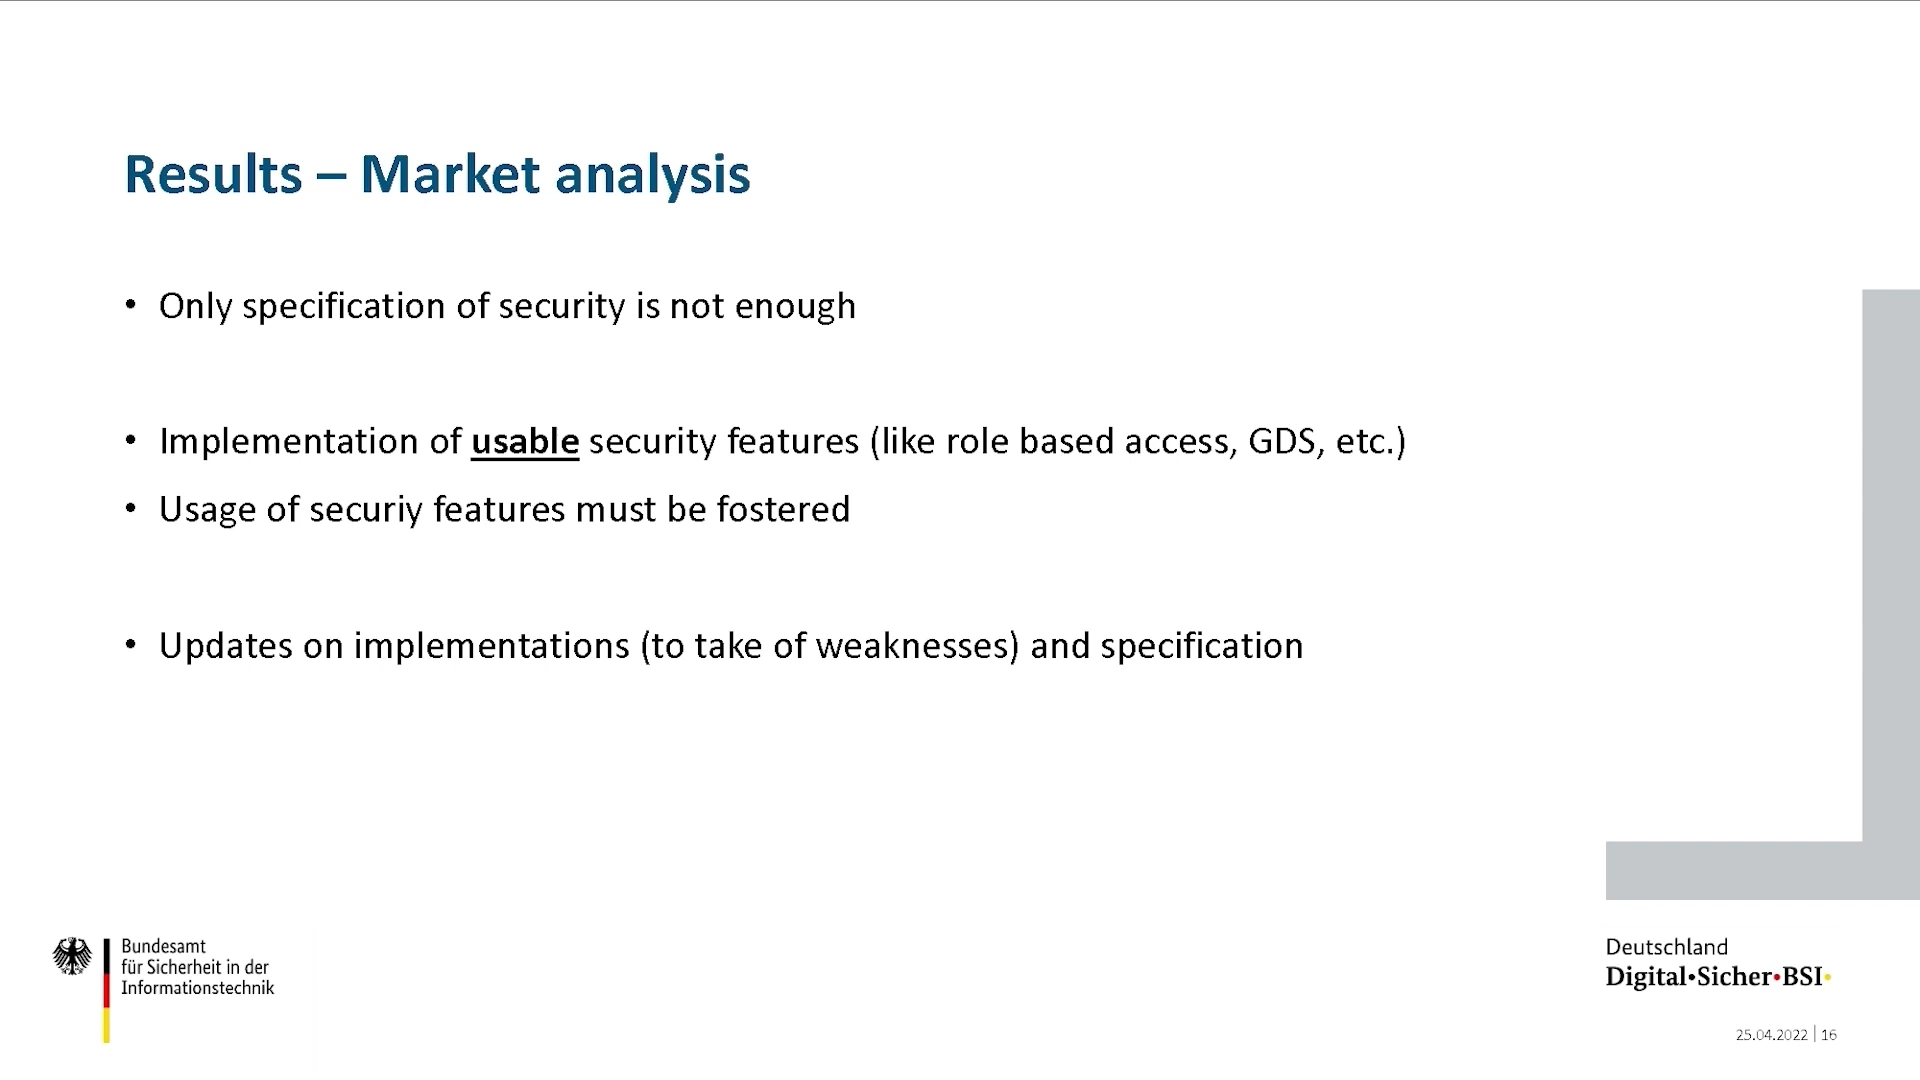 Results – Market analysis
• Only specification of security is not enough
• Implementation of usable security features (like role based access, GDS, etc.)
• Usage of securiy features must be fostered
• Updates on implementations (to take of weaknesses) and specification
Bundesamt
für Sicherheit in der
Informationstechnik
Deutschland
Digital•Sicher•BSI•
25.04.2022 | 16